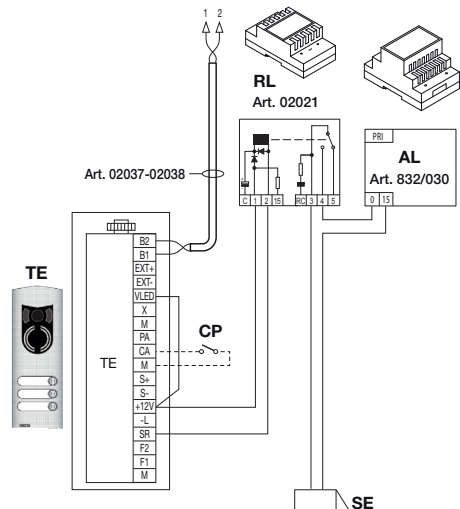 1 2
RL
Art. 02021
PRI
AL
Art. 832/030
0 15
C 1 2 15 RC 3 4 5
Art. 02037-02038
TE
TE
B2
B1
EXT+
EXT-
VLED
X
M
PA
CA
M
S+
S-
+12V
-L
SR
F2
F1
M
CP
SE